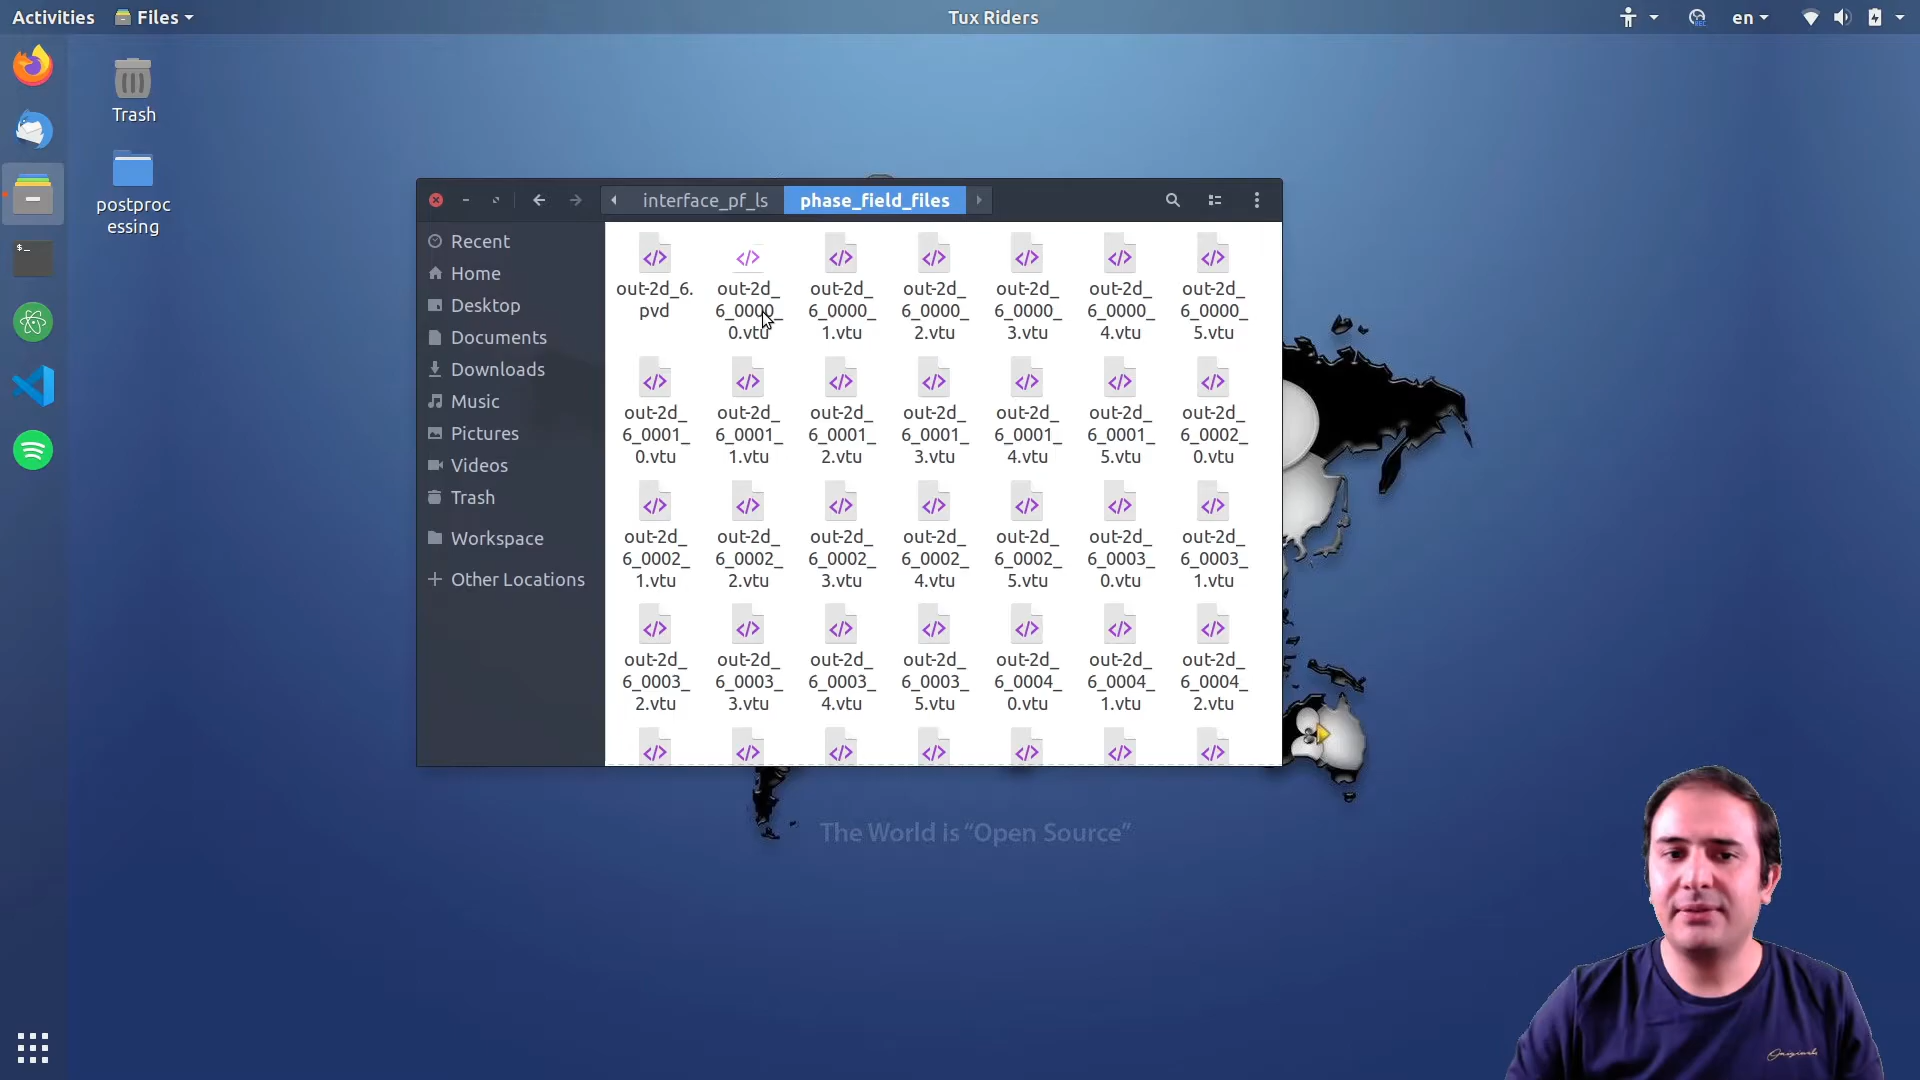 Activities
Files
Tux Riders
en
Trash
postproc
essing
interface_pf_ls
phase_field_files
Recent
Home
Desktop
Documents
Downloads
Music
Pictures
Videos
Trash
Workspace
Other Locations
out-2d_6.
pvd
out-2d_
6_0000_
0.vtu
out-2d_
6_0000_
1.vtu
out-2d_
6_0000_
2.vtu
out-2d_
6_0000_
3.vtu
out-2d_
6_0000_
4.vtu
out-2d_
6_0000_
5.vtu
out-2d_
6_0001_
0.vtu
out-2d_
6_0001_
1.vtu
out-2d_
6_0001_
2.vtu
out-2d_
6_0001_
3.vtu
out-2d_
6_0001_
4.vtu
out-2d_
6_0001_
5.vtu
out-2d_
6_0002_
0.vtu
out-2d_
6_0002_
1.vtu
out-2d_
6_0002_
2.vtu
out-2d_
6_0002_
3.vtu
out-2d_
6_0002_
4.vtu
out-2d_
6_0002_
5.vtu
out-2d_
6_0003_
0.vtu
out-2d_
6_0003_
1.vtu
out-2d_
6_0003_
2.vtu
out-2d_
6_0003_
3.vtu
out-2d_
6_0003_
4.vtu
out-2d_
6_0003_
5.vtu
out-2d_
6_0004_
0.vtu
out-2d_
6_0004_
1.vtu
out-2d_
6_0004_
2.vtu
The World is “Open Source”